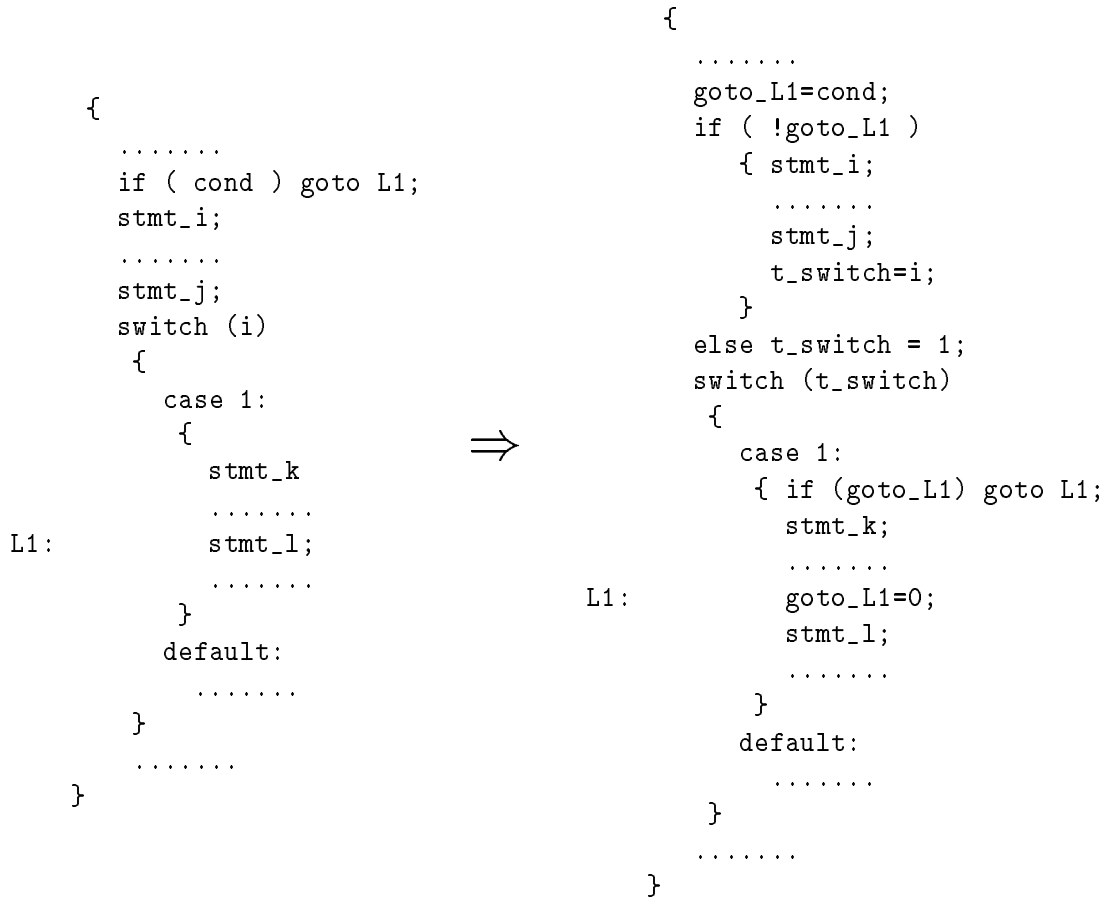 {
.......
if ( cond ) goto L1;
stmt_i;
.......
stmt_j;
switch (i)
{
case 1:
{
stmt_k
.......
L1: stmt_l;
.......
}
default:
.......
}
.......
}
⇒
{
.......
goto_L1=cond;
if ( !goto_L1 )
{ stmt_i;
.......
stmt_j;
t_switch=i;
}
else t_switch = 1;
switch (t_switch)
{
case 1:
{ if (goto_L1) goto L1;
stmt_k;
.......
L1: goto_L1=0;
stmt_l;
.......
}
default:
.......
}
.......
}